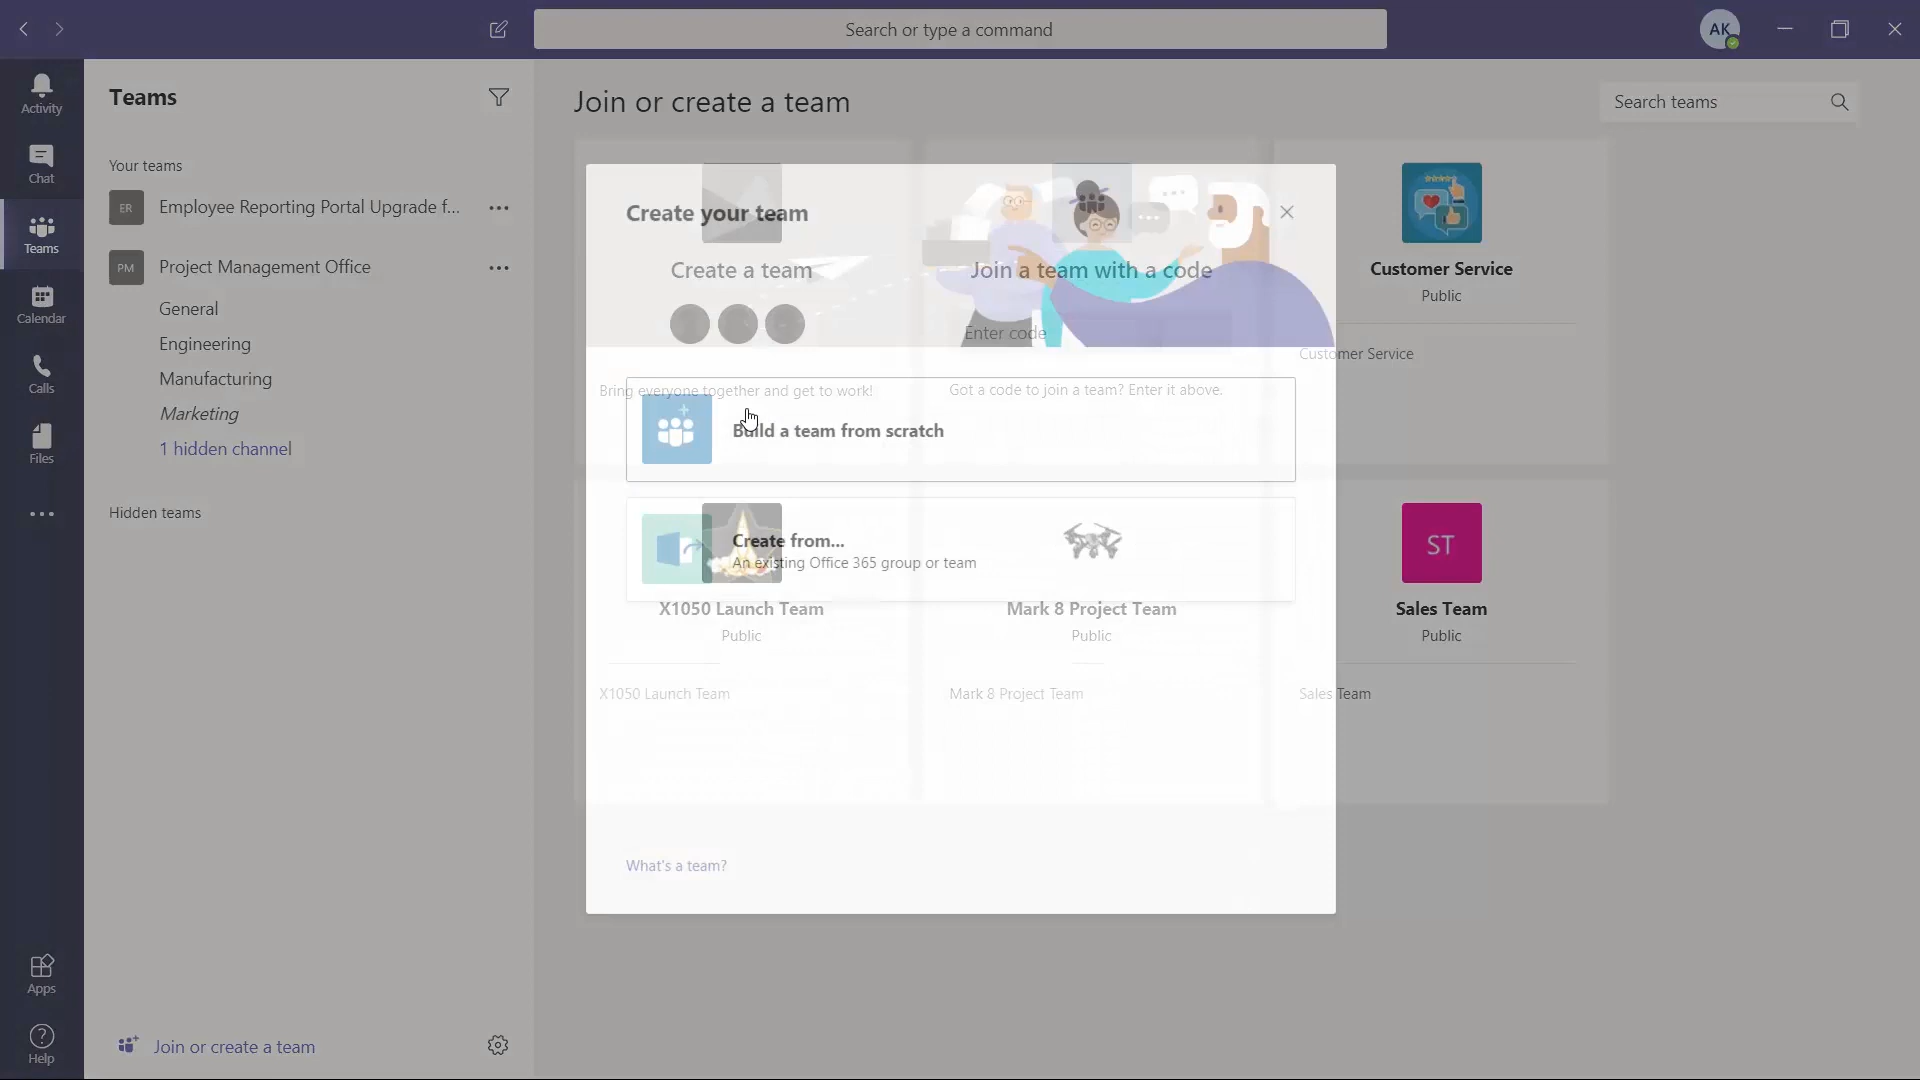 Search or type a command
AK
Activity
Chat
Teams
Calendar
Calls
Files
Apps
Help
Teams
Your teams
ER
Employee Reporting Portal Upgrade f...
PM
Project Management Office
General
Engineering
Manufacturing
Marketing
1 hidden channel
Hidden teams
Join or create a team
Join or create a team
Search teams
Create your team
Create a team
Join a team with a code
Enter code
Bring everyone together and get to work!
Got a code to join a team? Enter it above.
Build a team from scratch
Create from...
An existing Office 365 group or team
X1050 Launch Team
Public
X1050 Launch Team
Mark 8 Project Team
Public
Mark 8 Project Team
What's a team?
Customer Service
Public
Customer Service
ST
Sales Team
Public
Sales Team